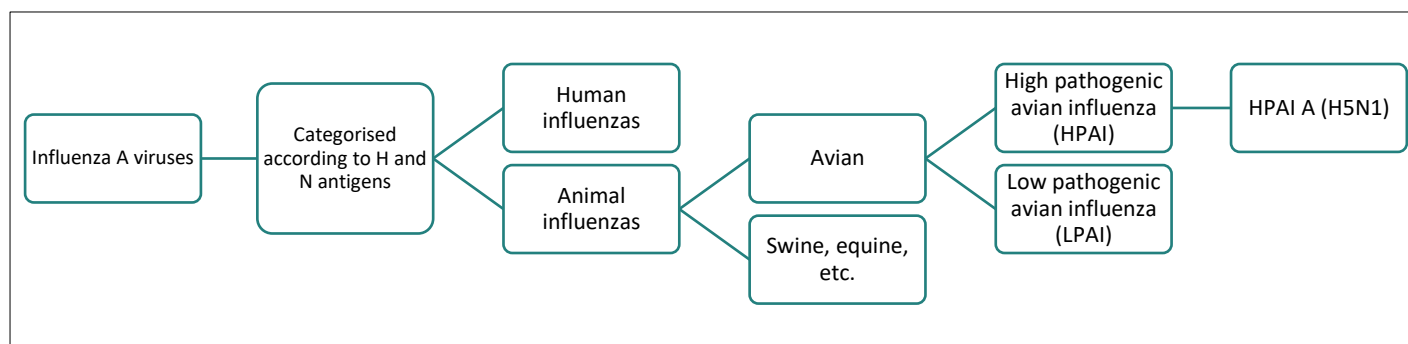 Influenza A viruses
Categorised
according to H and
N antigens
Human
influenzas
Animal
influenzas
Avian
Swine, equine,
etc.
High pathogenic
avian influenza
(HPAI)
Low pathogenic
avian influenza
(LPAI)
HPAI A (H5N1)